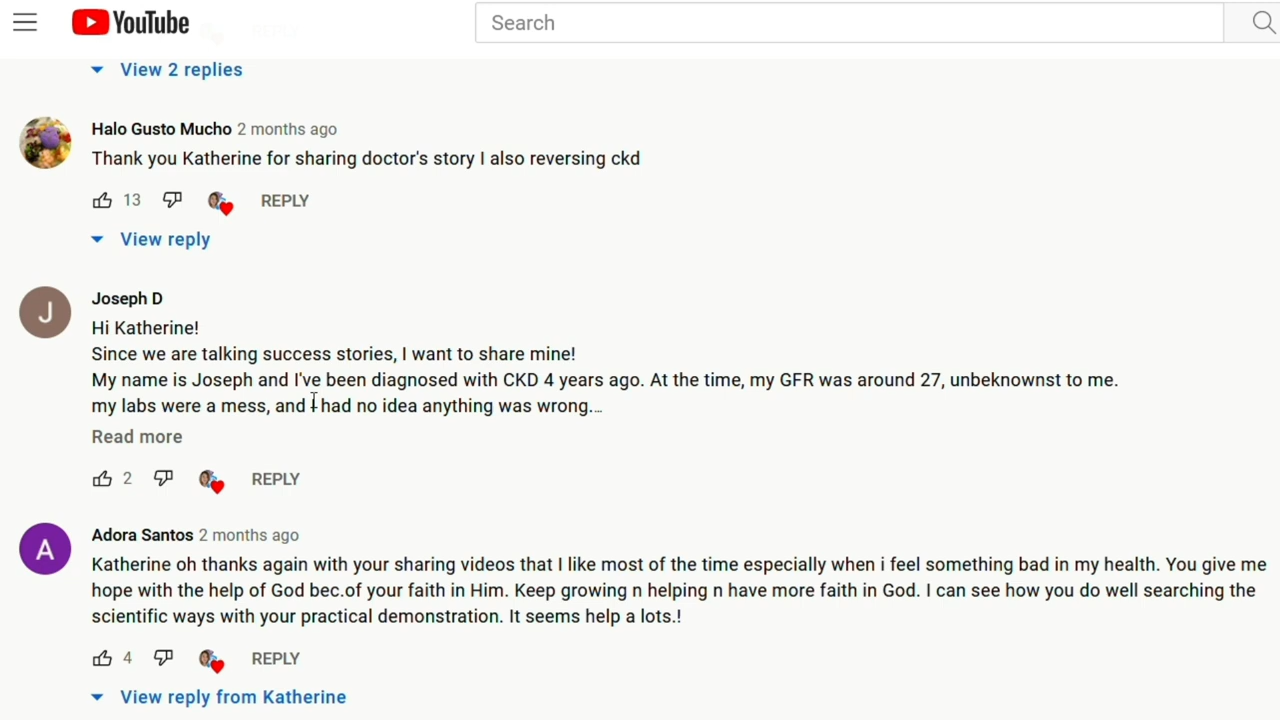 YouTube
Search
View 2 replies
Halo Gusto Mucho 2 months ago
Thank you Katherine for sharing doctor's story I also reversing ckd
13 REPLY
View reply
J
Joseph D
Hi Katherine!
Since we are talking success stories, I want to share mine!
My name is Joseph and I've been diagnosed with CKD 4 years ago. At the time, my GFR was around 27, unbeknownst to me.
my labs were a mess, and I had no idea anything was wrong...
Read more
2 REPLY
A
Adora Santos 2 months ago
Katherine oh thanks again with your sharing videos that I like most of the time especially when i feel something bad in my health. You give me
hope with the help of God bec.of your faith in Him. Keep growing n helping n have more faith in God. I can see how you do well searching the
scientific ways with your practical demonstration. It seems help a lots.!
4 REPLY
View reply from Katherine